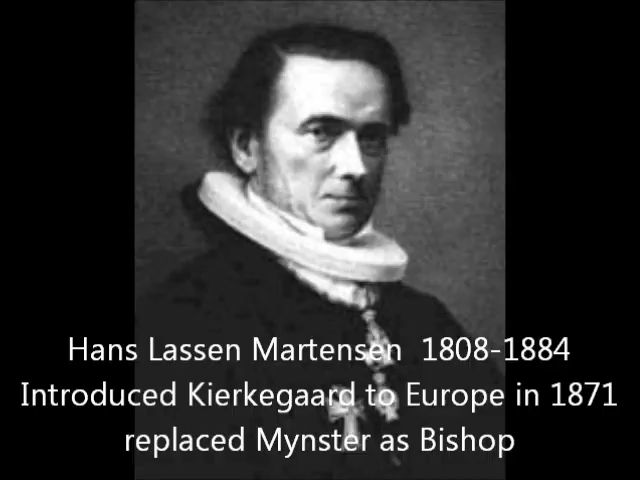 Hans Lassen Martensen 1808-1884
Introduced Kierkegaard to Europe in 1871
replaced Mynster as Bishop